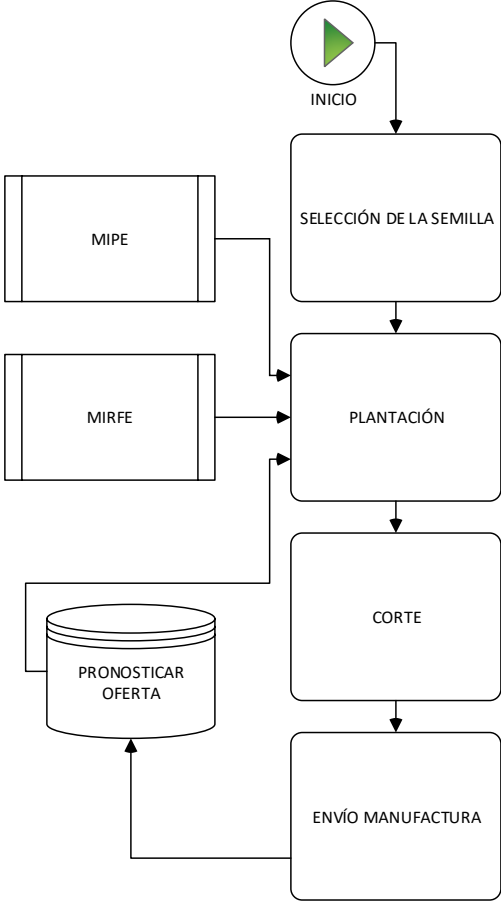 INICIO
SELECCIÓN DE LA SEMILLA
MIPE
MIRFE
PLANTACIÓN
CORTE
PRONOSTICAR
OFERTA
ENVÍO MANUFACTURA